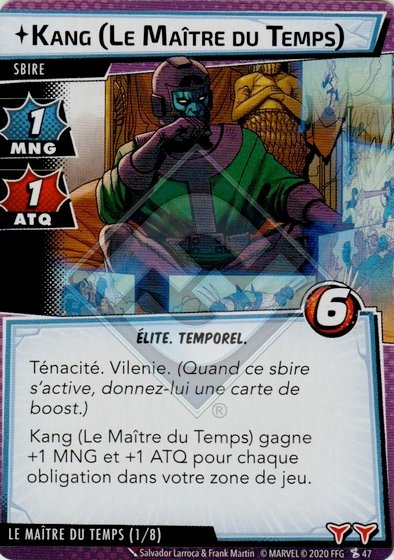 Kang (Le Maître du Temps)
SBIRE
1
MNG
1
ATQ
6
ÉLITE. TEMPOREL.
Ténacité. Vilenie. (Quand ce sbire
s'active, donnez-lui une carte de
boost.)
Kang (Le Maître du Temps) gagne
+1 MNG et +1 ATQ pour chaque
obligation dans votre zone de jeu.
®
LE MAÎTRE DU TEMPS (1/8)
Salvador Larroca & Frank Martin © MARVEL © 2020 FFG 47